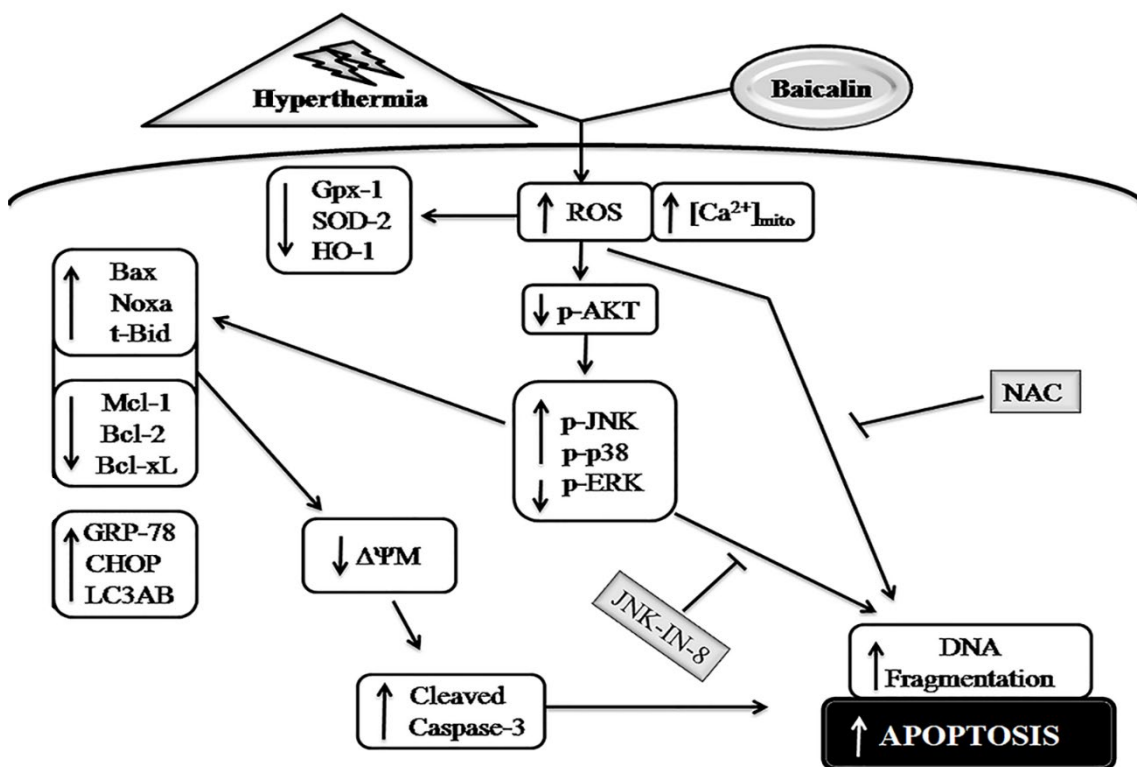 Hyperthermia
Baicalin
Gpx-1
SOD-2
HO-1
ROS
[Ca²⁺]mito
Bax
Noxa
t-Bid
p-AKT
Mcl-1
Bcl-2
Bcl-xL
p-JNK
p-p38
p-ERK
NAC
GRP-78
CHOP
LC3AB
ΔΨM
JNK-IN-8
DNA
Fragmentation
Cleaved
Caspase-3
APOPTOSIS